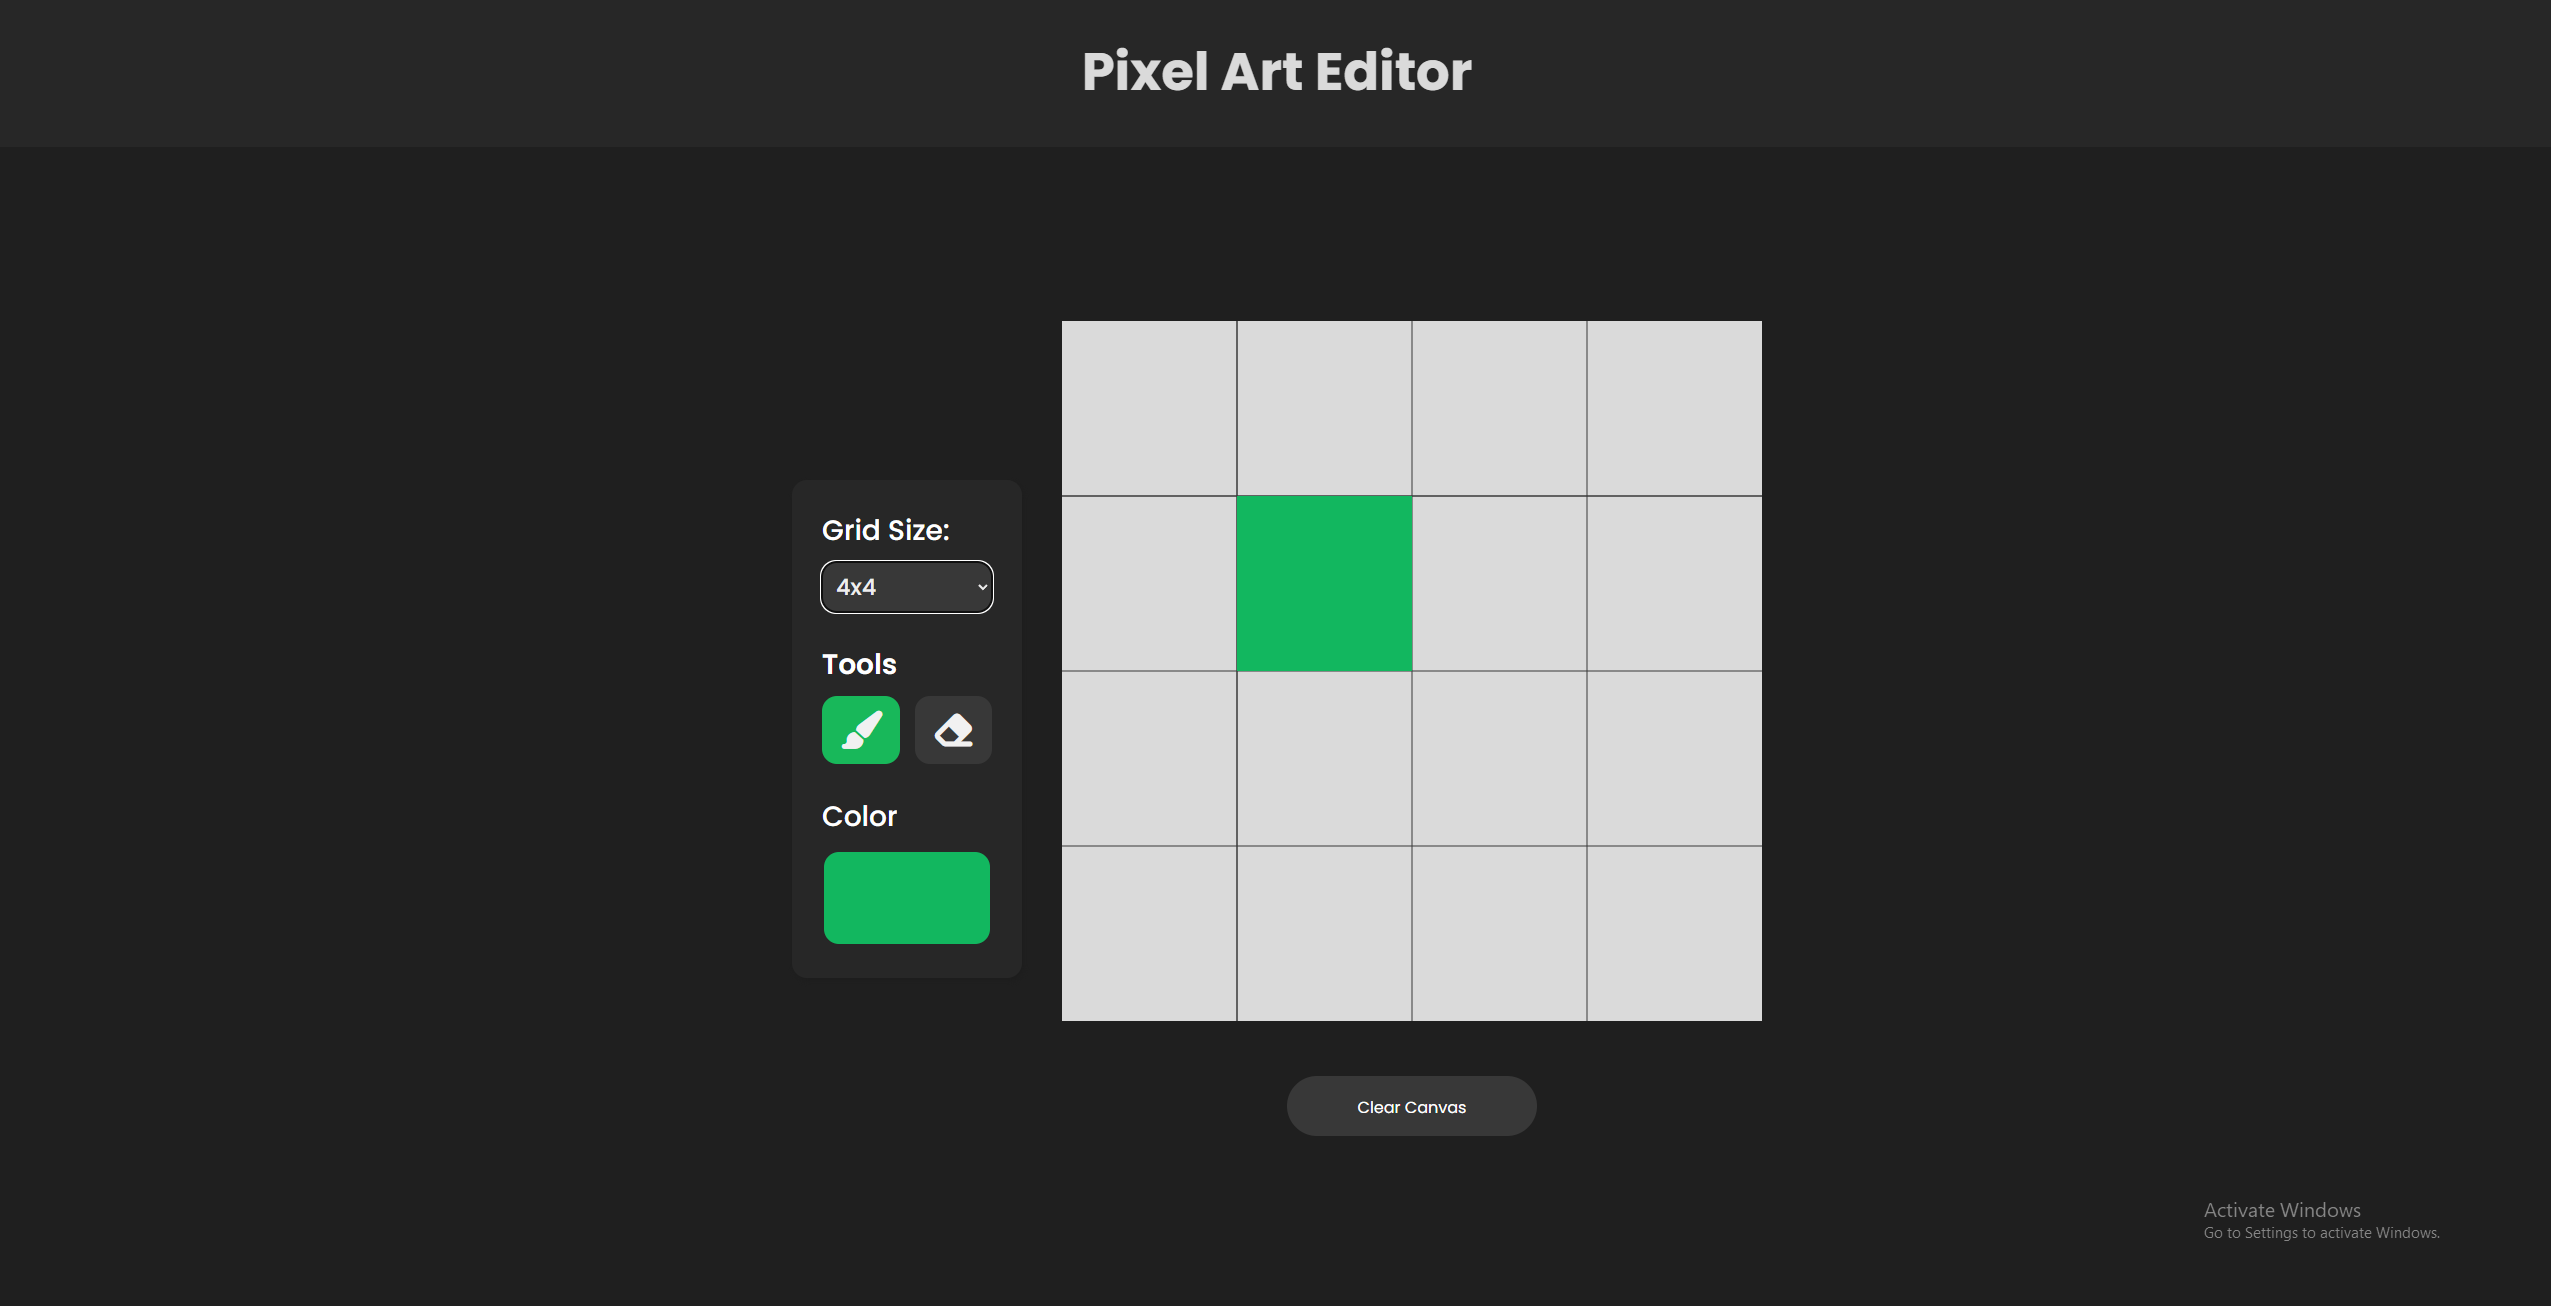 Pixel Art Editor
Grid Size:
4x4
Tools
Color
Clear Canvas
Activate Windows
Go to Settings to activate Windows.